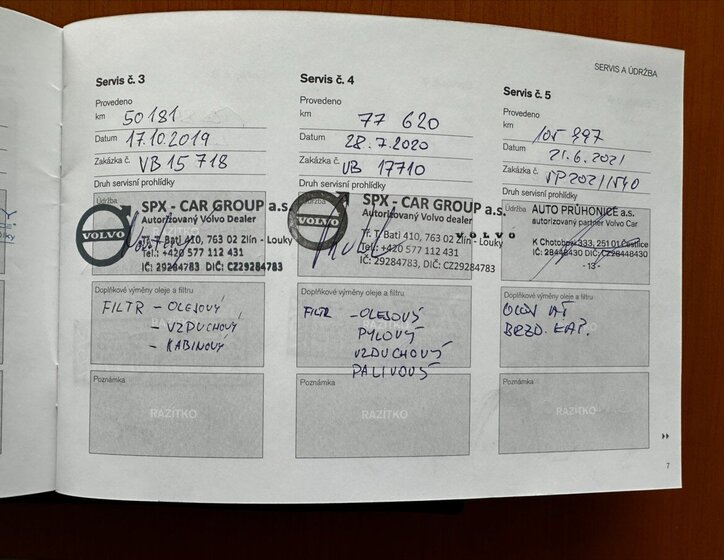 SERVIS A ÚDRŽBA
Servis č. 3
Provedeno
km 50181
Datum 17.10.2019
Zakázka č. VB 15 718
Druh servisní prohlídky
Údržba
VOLVO
SPX - CAR GROUP a.s.
Autorizovaný Volvo Dealer
Tř. T. Bati 410, 763 02 Zlín - Louky
Tel.: +420 577 112 431
IČ: 29284783, DIČ: CZ29284783
Doplňkové výměny oleje a filtru
FILTR - OLEJOVÝ
- VZDUCHOVÝ
- KABINOVÝ
Poznámka
RAZÍTKO
Servis č. 4
Provedeno
km 77 620
Datum 28.7.2020
Zakázka č. VB 17710
Druh servisní prohlídky
Údržba
VOLVO
SPX - CAR GROUP a.s.
Autorizovaný Volvo dealer
Tř. T. Bati 410, 763 02 Zlín - Louky
Tel.: +420 577 112 431
IČ: 29284783, DIČ: CZ29284783
Doplňkové výměny oleje a filtru
FILTR - OLEJOVÝ
PYLOVÝ
VZDUCHOVÝ
PALIVOVÝ
Poznámka
RAZÍTKO
Servis č. 5
Provedeno
km 105 397
Datum 21.6.2021
Zakázka č.
Druh servisní prohlídky
Údržba
AUTO PRŮHONICE a.s.
autorizovaný partner Volvo Car
VOLVO
K Chotobuzi 333, 25101 Čestlice
IČ: 28448430 DIČ: CZ28448430
- 13 -
Doplňkové výměny oleje a filtru
BRZD. KAP.
Poznámka
RAZÍTKO
7